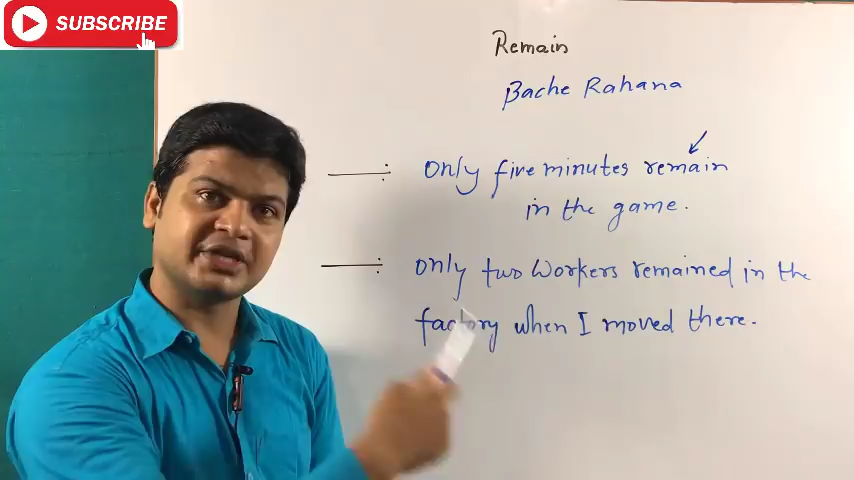 SUBSCRIBE
Remain
Bache Rahana
only five minutes remain
in the game.
only two workers remained in the
factory when I moved there.